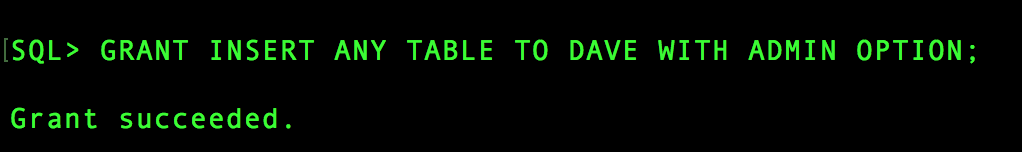 [SQL> GRANT INSERT ANY TABLE TO DAVE WITH ADMIN OPTION;
Grant succeeded.